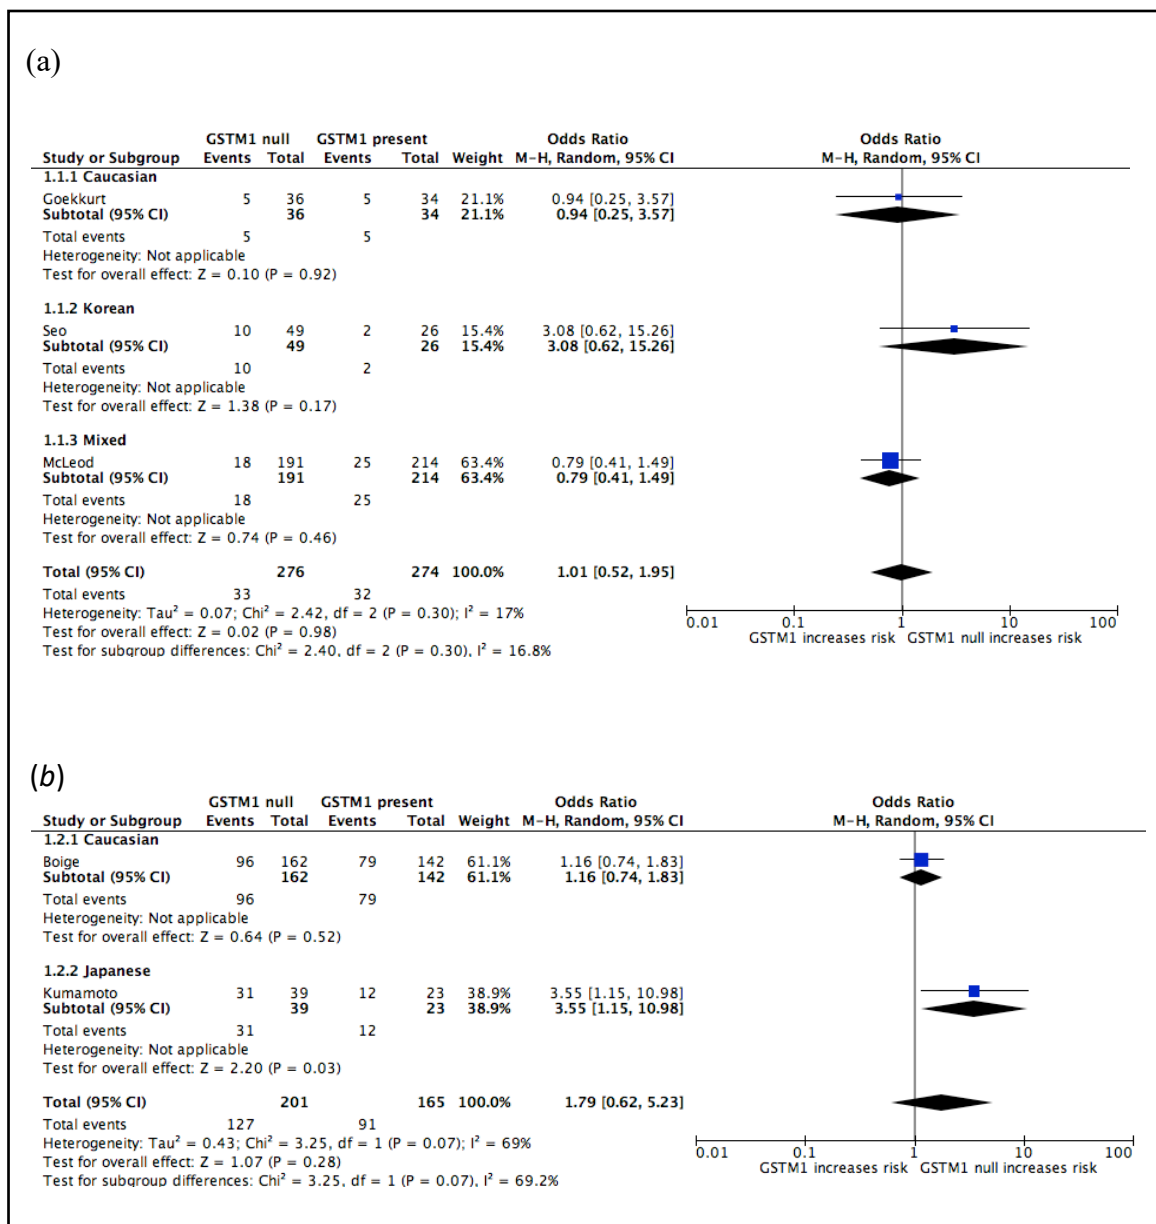 (a)
GSTM1 null GSTM1 present Odds Ratio Odds Ratio
Study or Subgroup Events Total Events Total Weight M-H, Random, 95% CI M-H, Random, 95% CI
1.1.1 Caucasian
Goekkurt 5 36 5 34 21.1% 0.94 [0.25, 3.57]
Subtotal (95% CI) 36 34 21.1% 0.94 [0.25, 3.57]
Total events 5 5
Heterogeneity: Not applicable
Test for overall effect: Z = 0.10 (P = 0.92)
1.1.2 Korean
Seo 10 49 2 26 15.4% 3.08 [0.62, 15.26]
Subtotal (95% CI) 49 26 15.4% 3.08 [0.62, 15.26]
Total events 10 2
Heterogeneity: Not applicable
Test for overall effect: Z = 1.38 (P = 0.17)
1.1.3 Mixed
McLeod 18 191 25 214 63.4% 0.79 [0.41, 1.49]
Subtotal (95% CI) 191 214 63.4% 0.79 [0.41, 1.49]
Total events 18 25
Heterogeneity: Not applicable
Test for overall effect: Z = 0.74 (P = 0.46)
Total (95% CI) 276 274 100.0% 1.01 [0.52, 1.95]
Total events 33 32
Heterogeneity: Tau² = 0.07; Chi² = 2.42, df = 2 (P = 0.30); I² = 17%
Test for overall effect: Z = 0.02 (P = 0.98)
Test for subgroup differences: Chi² = 2.40, df = 2 (P = 0.30), I² = 16.8%
0.01 0.1 1 10 100
GSTM1 increases risk GSTM1 null increases risk
(b)
GSTM1 null GSTM1 present Odds Ratio Odds Ratio
Study or Subgroup Events Total Events Total Weight M-H, Random, 95% CI M-H, Random, 95% CI
1.2.1 Caucasian
Boige 96 162 79 142 61.1% 1.16 [0.74, 1.83]
Subtotal (95% CI) 162 142 61.1% 1.16 [0.74, 1.83]
Total events 96 79
Heterogeneity: Not applicable
Test for overall effect: Z = 0.64 (P = 0.52)
1.2.2 Japanese
Kumamoto 31 39 12 23 38.9% 3.55 [1.15, 10.98]
Subtotal (95% CI) 39 23 38.9% 3.55 [1.15, 10.98]
Total events 31 12
Heterogeneity: Not applicable
Test for overall effect: Z = 2.20 (P = 0.03)
Total (95% CI) 201 165 100.0% 1.79 [0.62, 5.23]
Total events 127 91
Heterogeneity: Tau² = 0.43; Chi² = 3.25, df = 1 (P = 0.07); I² = 69%
Test for overall effect: Z = 1.07 (P = 0.28)
Test for subgroup differences: Chi² = 3.25, df = 1 (P = 0.07), I² = 69.2%
0.01 0.1 1 10 100
GSTM1 increases risk GSTM1 null increases risk